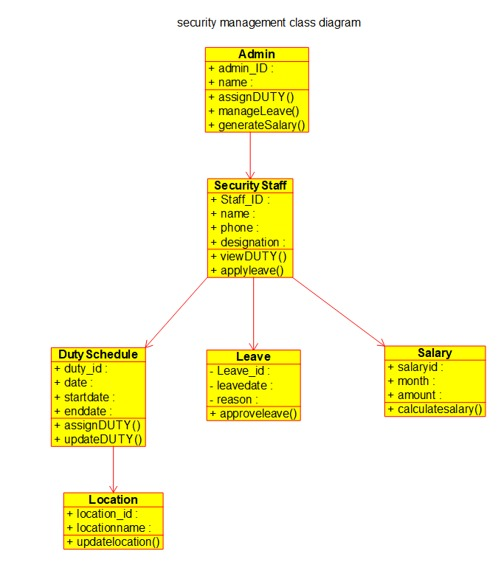 security management class diagram
Admin
+ admin_ID :
+ name :
+ assignDUTY()
+ manageLeave()
+ generateSalary()
Security Staff
+ Staff_ID :
+ name :
+ phone :
+ designation :
+ viewDUTY()
+ applyleave()
Duty Schedule
+ duty_id :
+ date :
+ startdate :
+ enddate :
+ assignDUTY()
+ updateDUTY()
Leave
- Leave_id :
- leavedate :
- reason :
+ approveleave()
Salary
+ salaryid :
+ month :
+ amount :
+ calculatesalary()
Location
+ location_id :
+ locationname :
+ updatelocation()